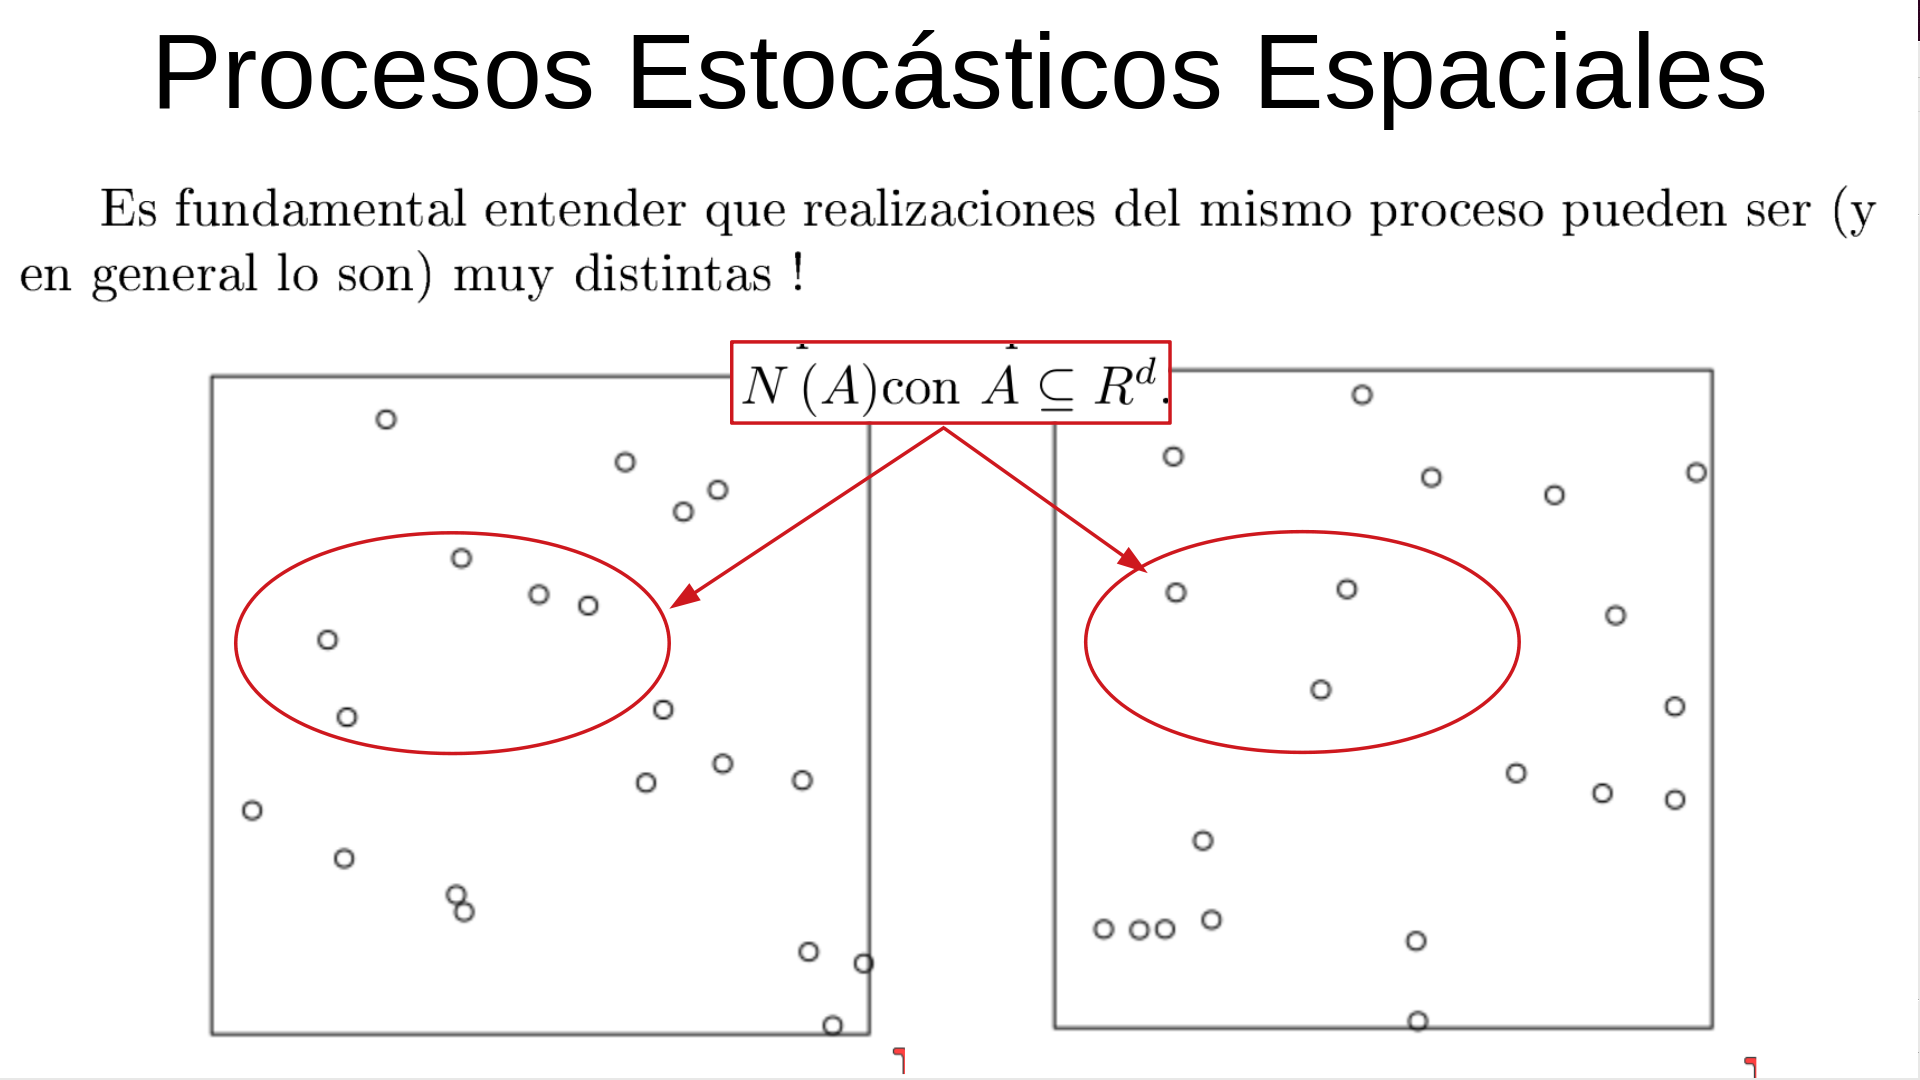 Procesos Estocásticos Espaciales
Es fundamental entender que realizaciones del mismo proceso pueden ser (y
en general lo son) muy distintas !
N (A)con A ⊆ R^d.